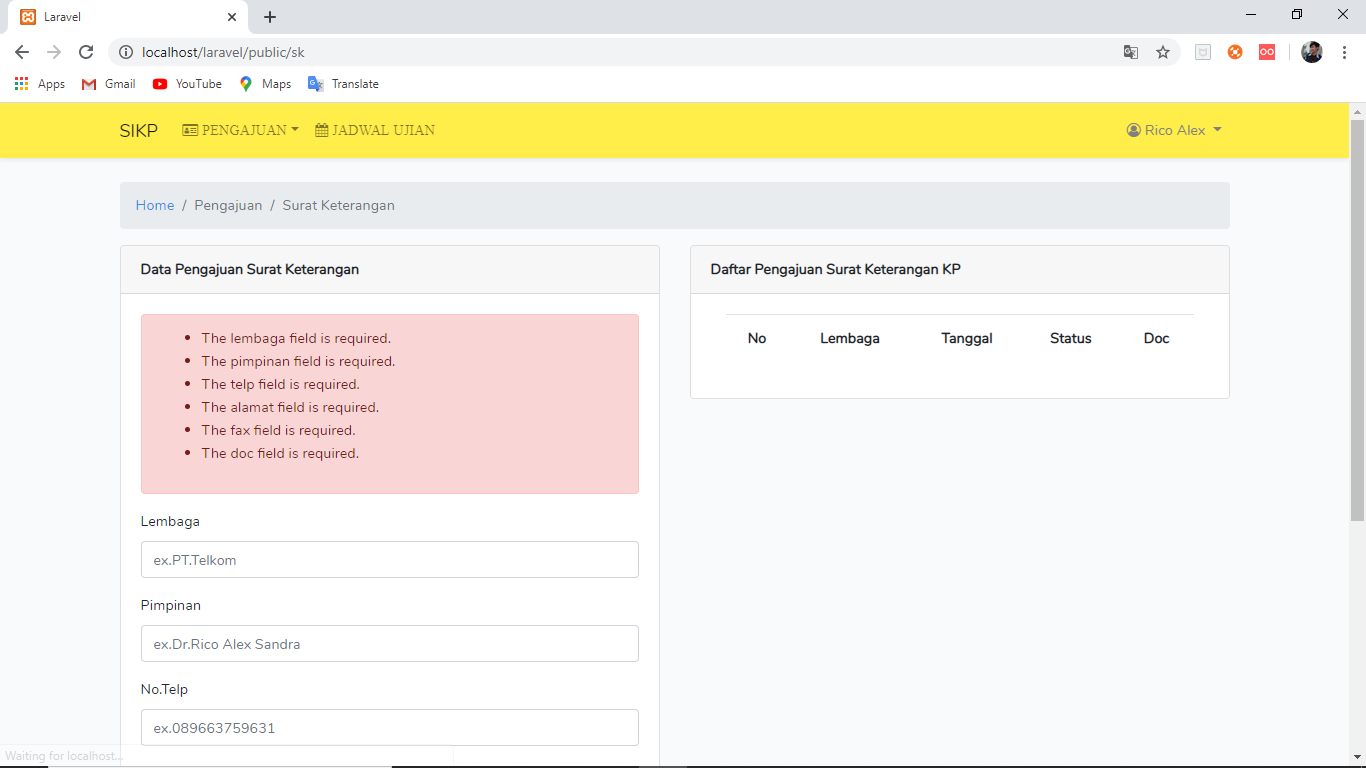 Laravel
localhost/laravel/public/sk
Apps Gmail YouTube Maps Translate
SIKP PENGAJUAN JADWAL UJIAN Rico Alex
Home / Pengajuan / Surat Keterangan
Data Pengajuan Surat Keterangan
The lembaga field is required.
The pimpinan field is required.
The telp field is required.
The alamat field is required.
The fax field is required.
The doc field is required.
Lembaga
ex.PT.Telkom
Pimpinan
ex.Dr.Rico Alex Sandra
No.Telp
ex.089663759631
Daftar Pengajuan Surat Keterangan KP
No Lembaga Tanggal Status Doc
Waiting for localhost...